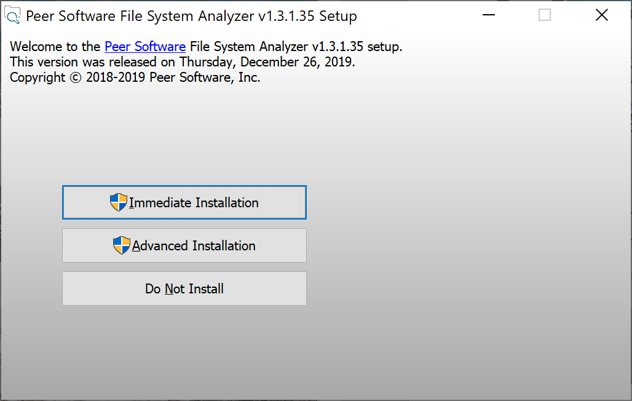 Peer Software File System Analyzer v1.3.1.35 Setup
Welcome to the Peer Software File System Analyzer v1.3.1.35 setup.
This version was released on Thursday, December 26, 2019.
Copyright © 2018-2019 Peer Software, Inc.
Immediate Installation
Advanced Installation
Do Not Install